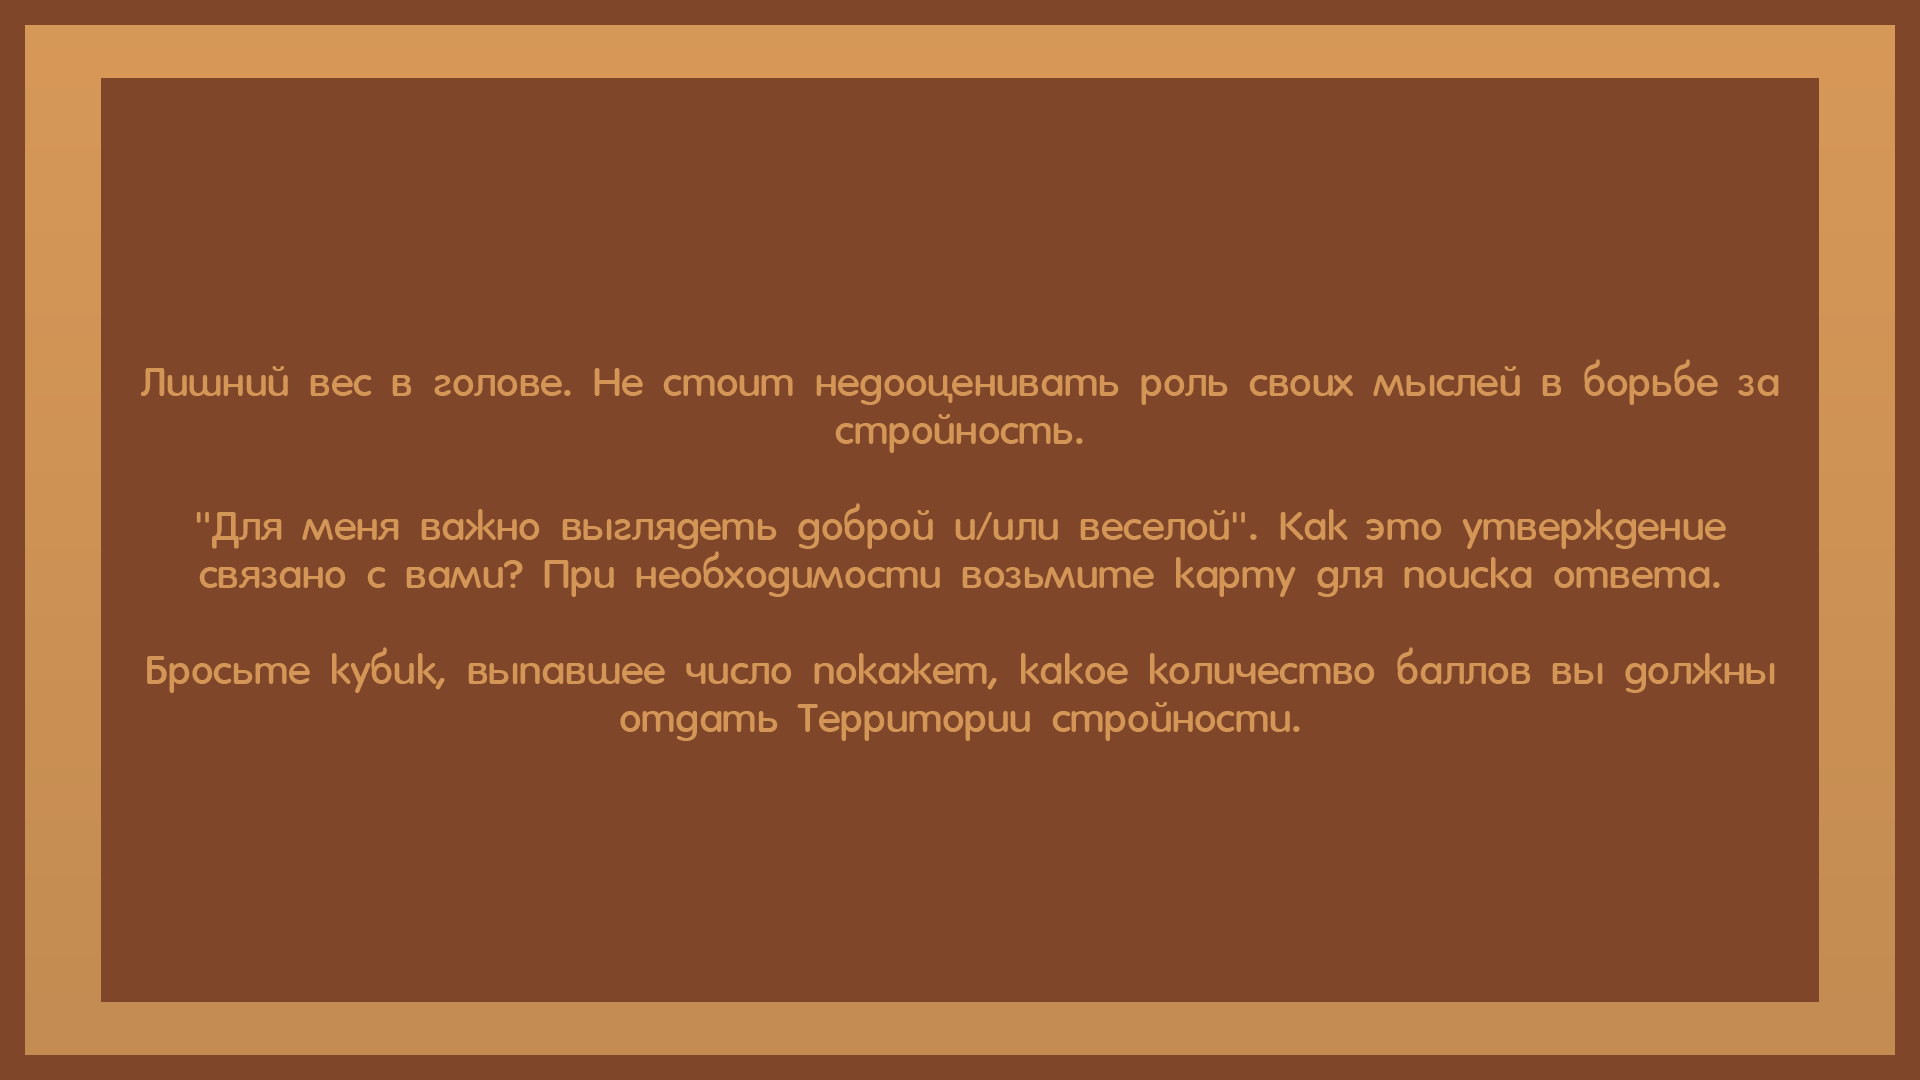 Лишний вес в голове. Не стоит недооценивать роль своих мыслей в борьбе за
стройность.
"Для меня важно выглядеть доброй и/или веселой". Как это утверждение
связано с вами? При необходимости возьмите карту для поиска ответа.
Бросьте кубик, выпавшее число покажет, какое количество баллов вы должны
отдать Территории стройности.